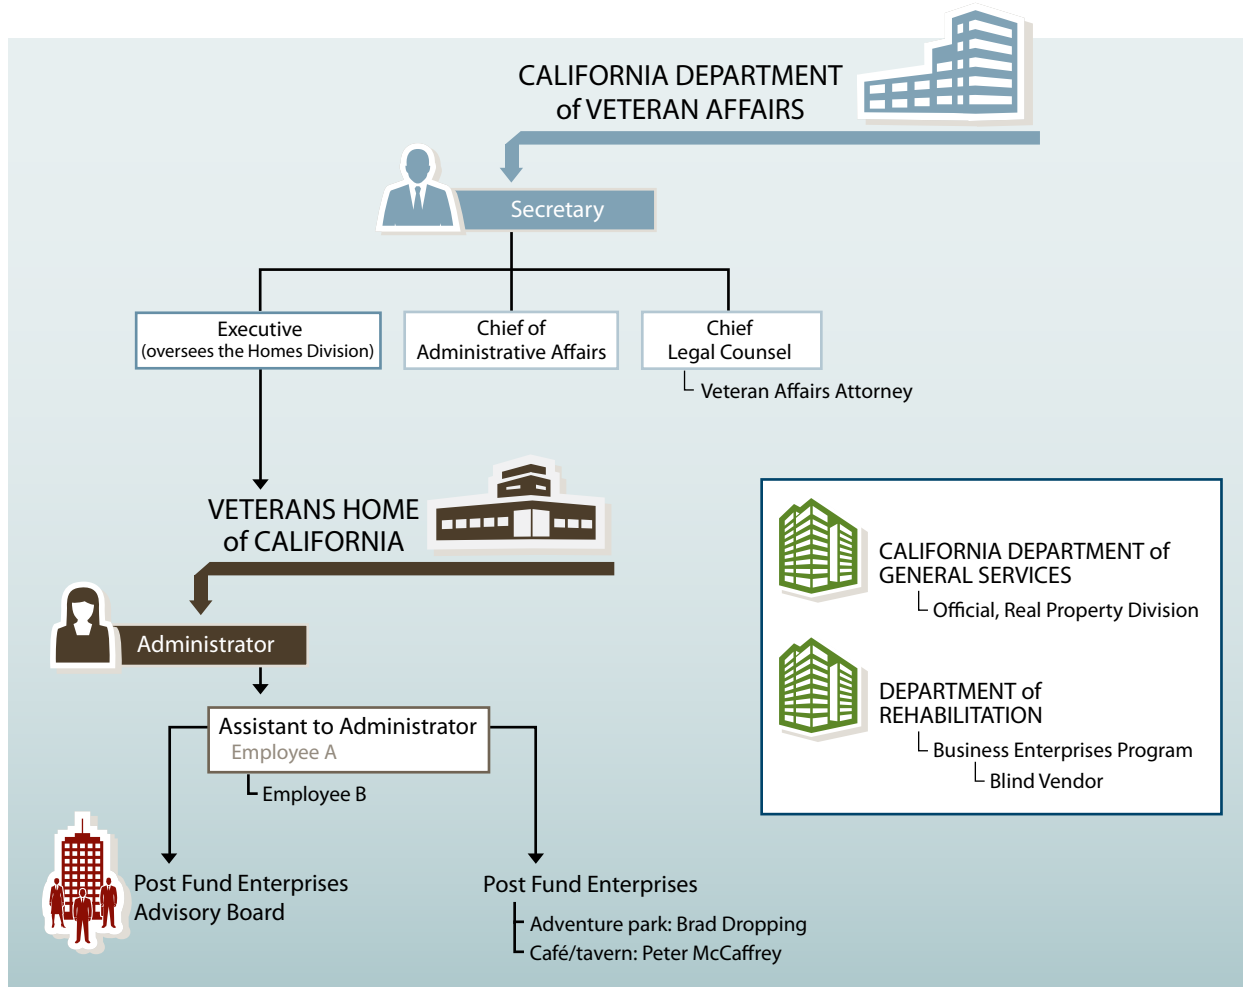 CALIFORNIA DEPARTMENT
of VETERAN AFFAIRS
Secretary
Executive
(oversees the Homes Division)
Chief of
Administrative Affairs
Chief
Legal Counsel
Veteran Affairs Attorney
VETERANS HOME
of CALIFORNIA
Administrator
Assistant to Administrator
Employee A
Employee B
Post Fund Enterprises
Advisory Board
Post Fund Enterprises
Adventure park: Brad Dropping
Café/tavern: Peter McCaffrey
CALIFORNIA DEPARTMENT of
GENERAL SERVICES
Official, Real Property Division
DEPARTMENT of
REHABILITATION
Business Enterprises Program
Blind Vendor